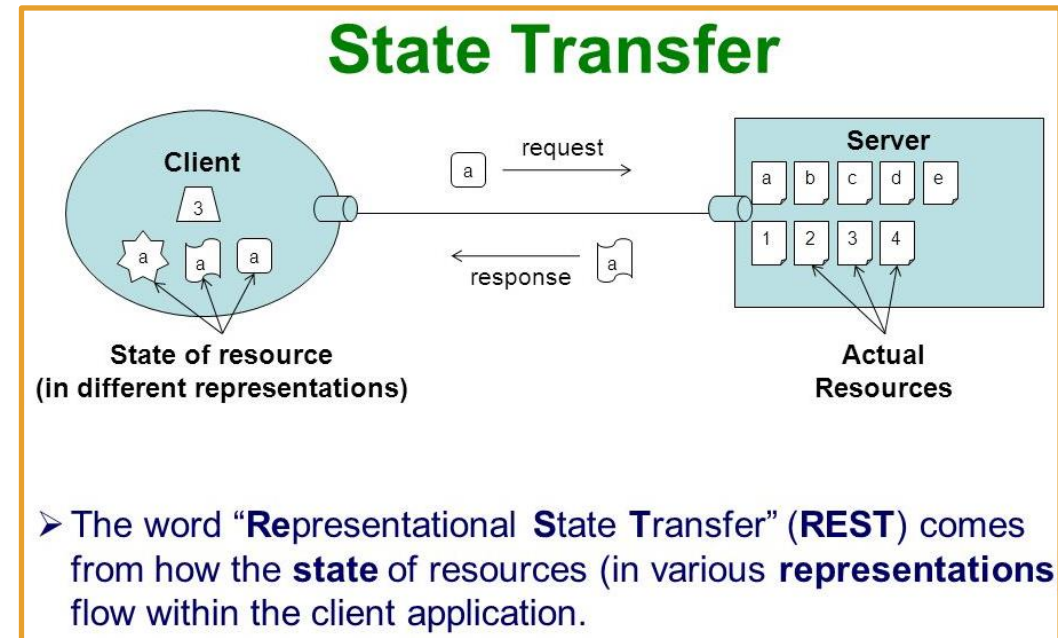 State Transfer
Client
3
a a a
State of resource
(in different representations)
a request
response a
Server
a b c d e
1 2 3 4
Actual
Resources
➢ The word “Representational State Transfer” (REST) comes
from how the state of resources (in various representations
flow within the client application.